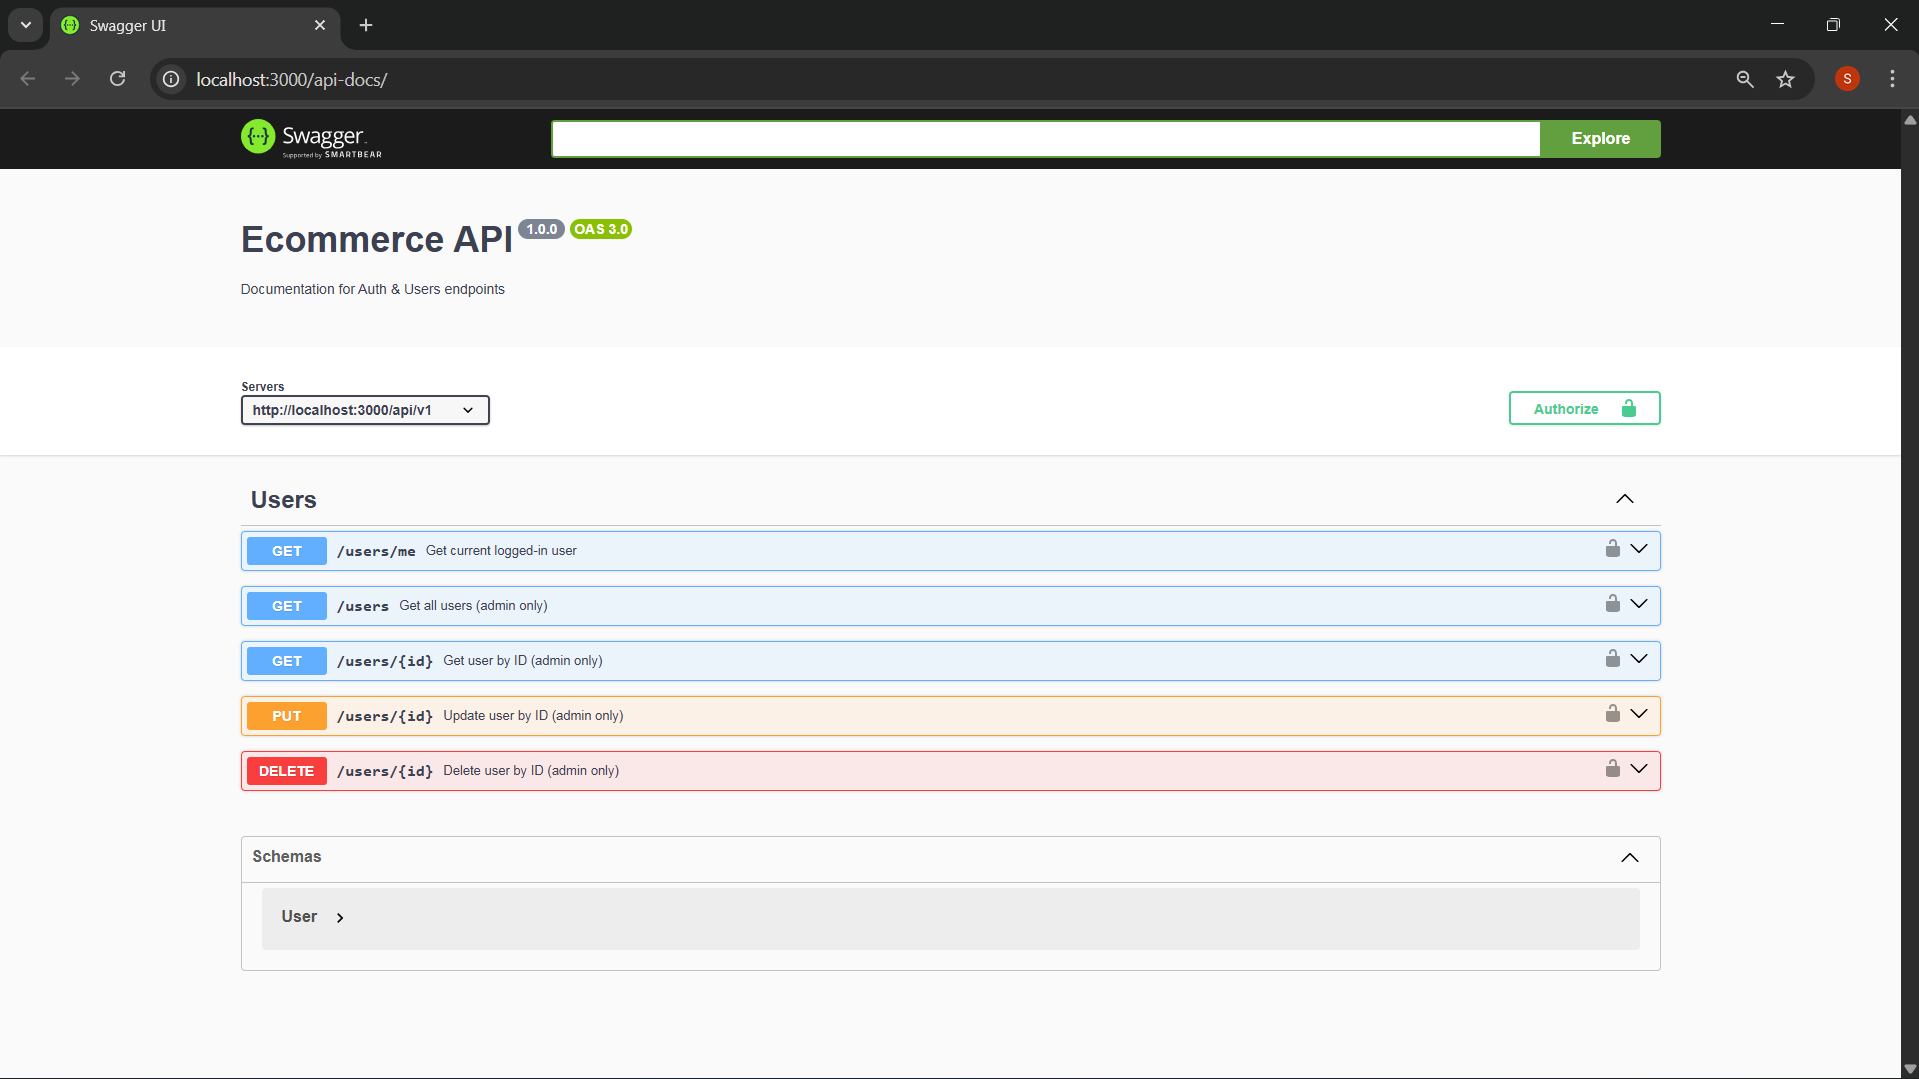 Swagger UI
localhost:3000/api-docs/
S
{···} Swagger
Supported by SMARTBEAR
Explore
Ecommerce API 1.0.0 OAS 3.0
Documentation for Auth & Users endpoints
Servers
http://localhost:3000/api/v1
Authorize
Users
GET /users/me Get current logged-in user
GET /users Get all users (admin only)
GET /users/{id} Get user by ID (admin only)
PUT /users/{id} Update user by ID (admin only)
DELETE /users/{id} Delete user by ID (admin only)
Schemas
User